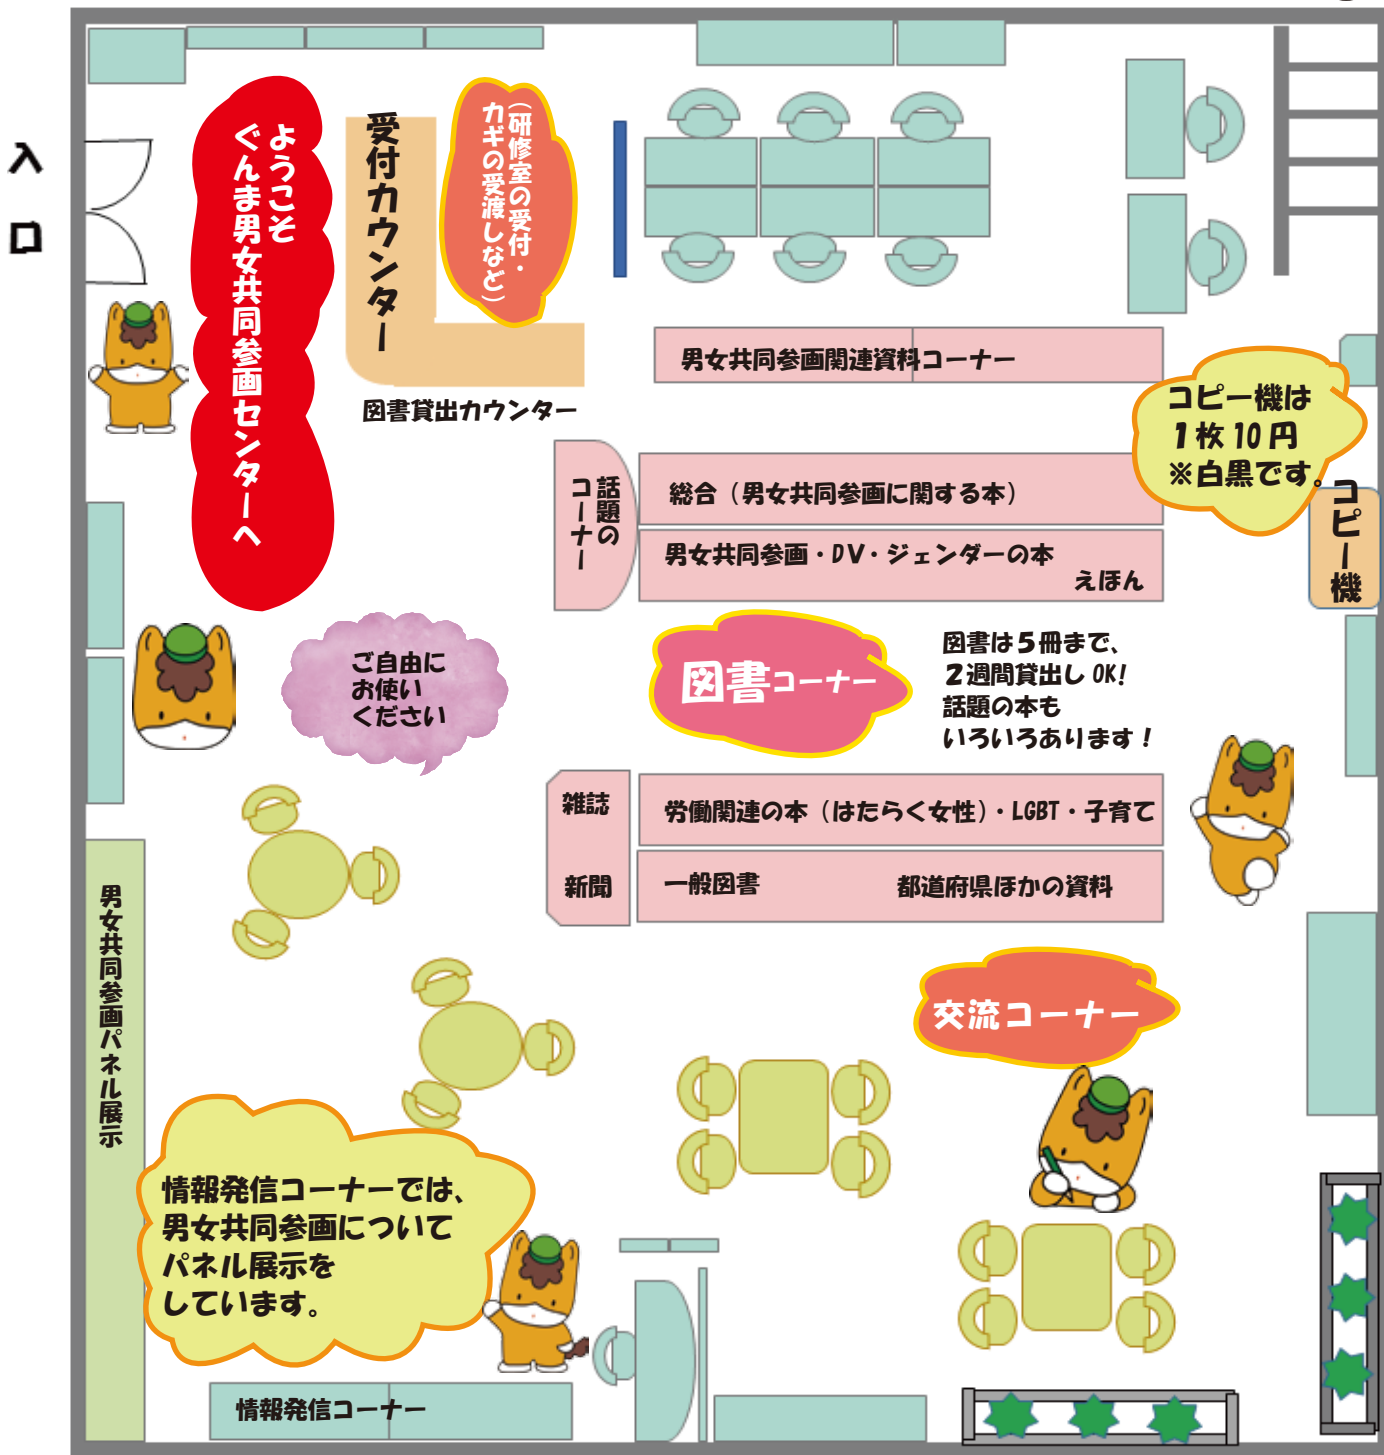 入口
ようこそ
ぐんま男女共同参画センターへ
受付カウンター
（研修室の受付・
カギの受渡しなど）
図書貸出カウンター
男女共同参画関連資料コーナー
コピー機は
1枚10円
※白黒です。
コピー機
話題の
コーナー
総合（男女共同参画に関する本）
男女共同参画・DV・ジェンダーの本
えほん
ご自由に
お使い
ください
図書コーナー
図書は5冊まで、
2週間貸出しOK!
話題の本も
いろいろあります！
雑誌
新聞
労働関連の本（はたらく女性）・LGBT・子育て
一般図書
都道府県ほかの資料
男女共同参画パネル展示
交流コーナー
情報発信コーナーでは、
男女共同参画について
パネル展示を
しています。
情報発信コーナー